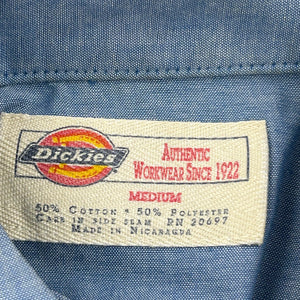 Dickies
AUTHENTIC
WORKWEAR SINCE 1922
MEDIUM
50% COTTON * 50% POLYESTER
CARE IN SIDE SEAM RN 20697
MADE IN NICARAGUA